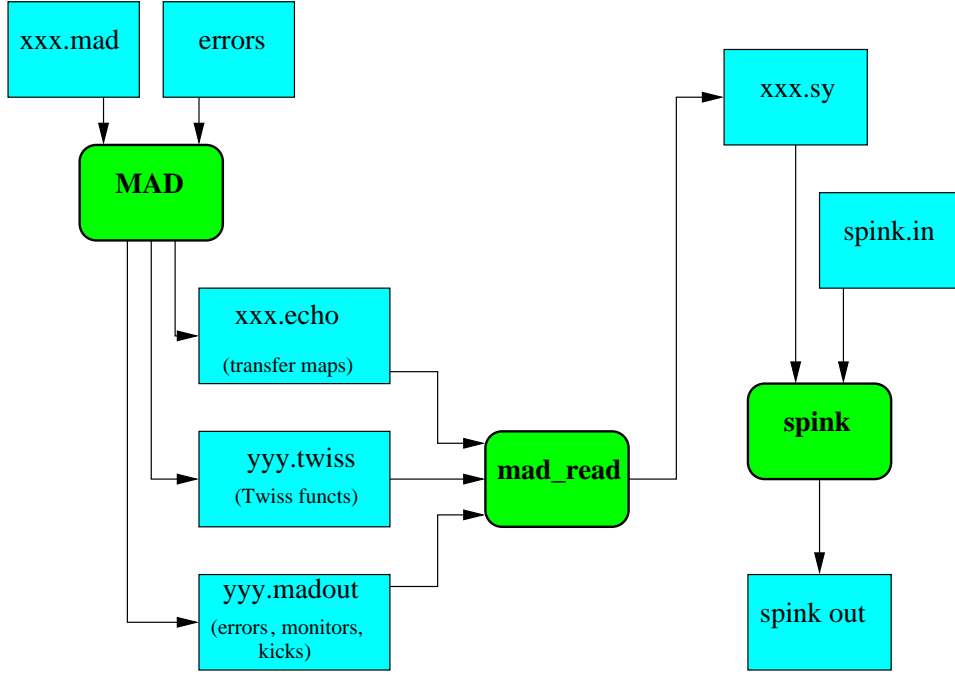 xxx.mad
errors
xxx.sy
MAD
spink.in
xxx.echo
(transfer maps)
yyy.twiss
(Twiss functs)
mad_read
spink
yyy.madout
(errors, monitors,
kicks)
spink out